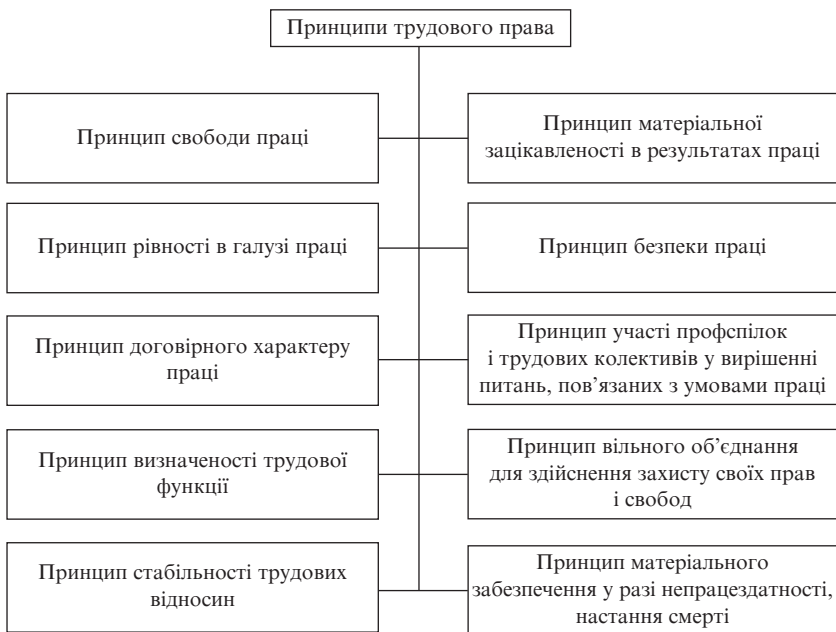 Принципи трудового права
Принцип свободи праці
Принцип матеріальної
зацікавленості в результатах праці
Принцип рівності в галузі праці
Принцип безпеки праці
Принцип договірного характеру
праці
Принцип участі профспілок
і трудових колективів у вирішенні
питань, пов’язаних з умовами праці
Принцип визначеності трудової
функції
Принцип вільного об’єднання
для здійснення захисту своїх прав
і свобод
Принцип стабільності трудових
відносин
Принцип матеріального
забезпечення у разі непрацездатності,
настання смерті